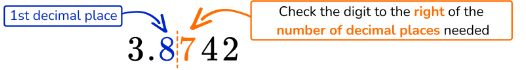 1st decimal place
Check the digit to the right of the
number of decimal places needed
3.8742